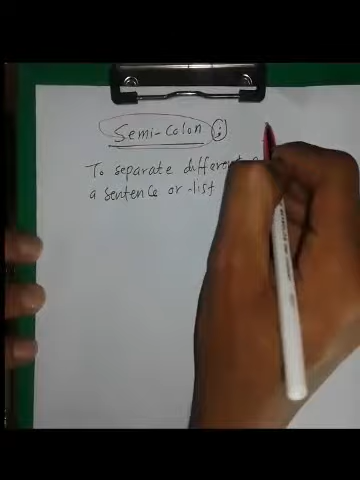 Semi-Colon ;
To separate different
a sentence or list